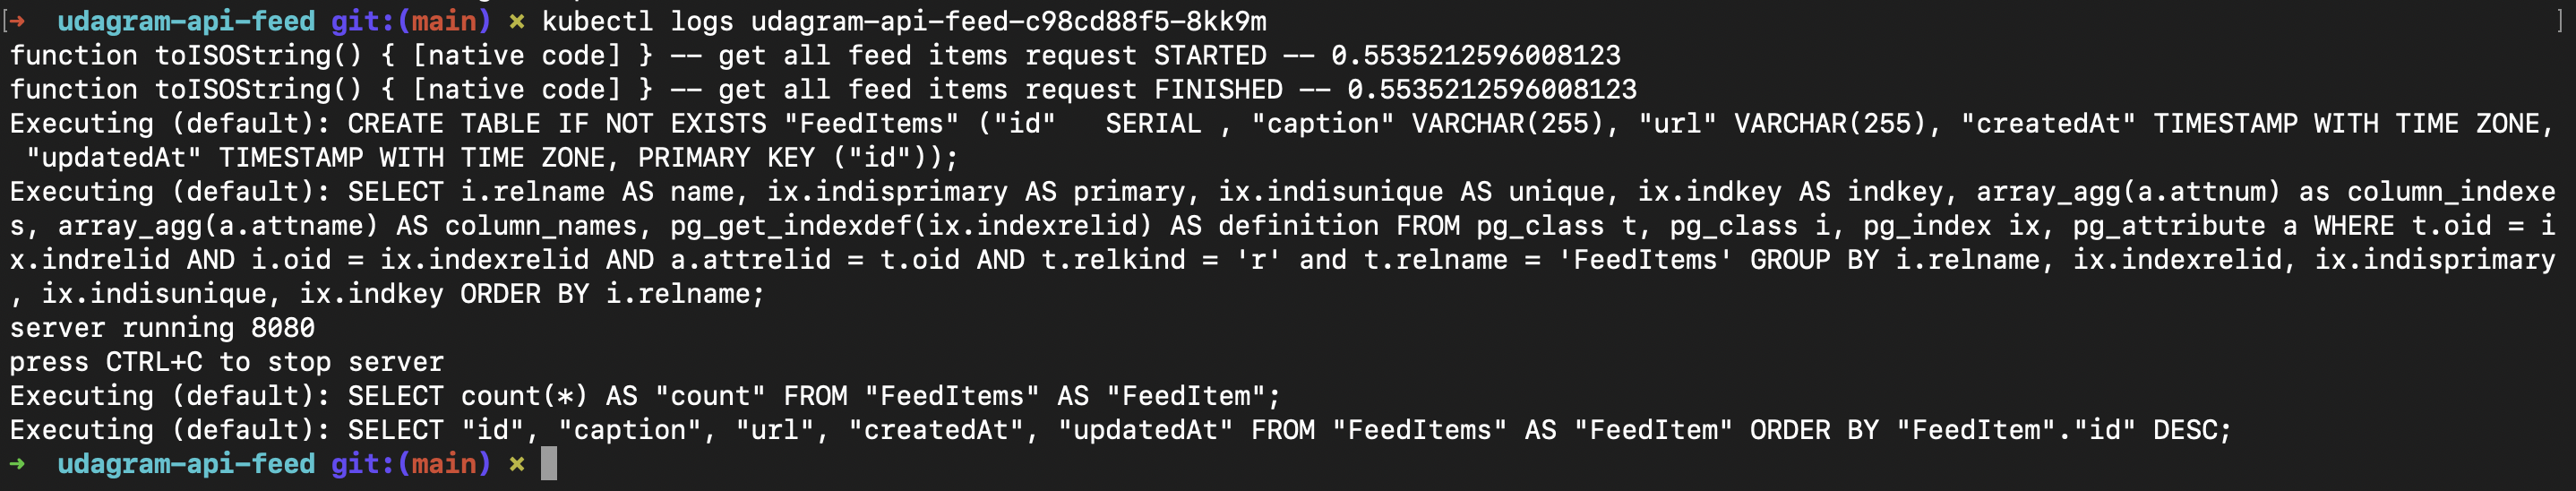 [➜  udagram-api-feed git:(main) ✗ kubectl logs udagram-api-feed-c98cd88f5-8kk9m ]
function toISOString() { [native code] } -- get all feed items request STARTED -- 0.5535212596008123
function toISOString() { [native code] } -- get all feed items request FINISHED -- 0.5535212596008123
Executing (default): CREATE TABLE IF NOT EXISTS "FeedItems" ("id"   SERIAL , "caption" VARCHAR(255), "url" VARCHAR(255), "createdAt" TIMESTAMP WITH TIME ZONE,
 "updatedAt" TIMESTAMP WITH TIME ZONE, PRIMARY KEY ("id"));
Executing (default): SELECT i.relname AS name, ix.indisprimary AS primary, ix.indisunique AS unique, ix.indkey AS indkey, array_agg(a.attnum) as column_indexe
s, array_agg(a.attname) AS column_names, pg_get_indexdef(ix.indexrelid) AS definition FROM pg_class t, pg_class i, pg_index ix, pg_attribute a WHERE t.oid = i
x.indrelid AND i.oid = ix.indexrelid AND a.attrelid = t.oid AND t.relkind = 'r' and t.relname = 'FeedItems' GROUP BY i.relname, ix.indexrelid, ix.indisprimary
, ix.indisunique, ix.indkey ORDER BY i.relname;
server running 8080
press CTRL+C to stop server
Executing (default): SELECT count(*) AS "count" FROM "FeedItems" AS "FeedItem";
Executing (default): SELECT "id", "caption", "url", "createdAt", "updatedAt" FROM "FeedItems" AS "FeedItem" ORDER BY "FeedItem"."id" DESC;
➜  udagram-api-feed git:(main) ✗